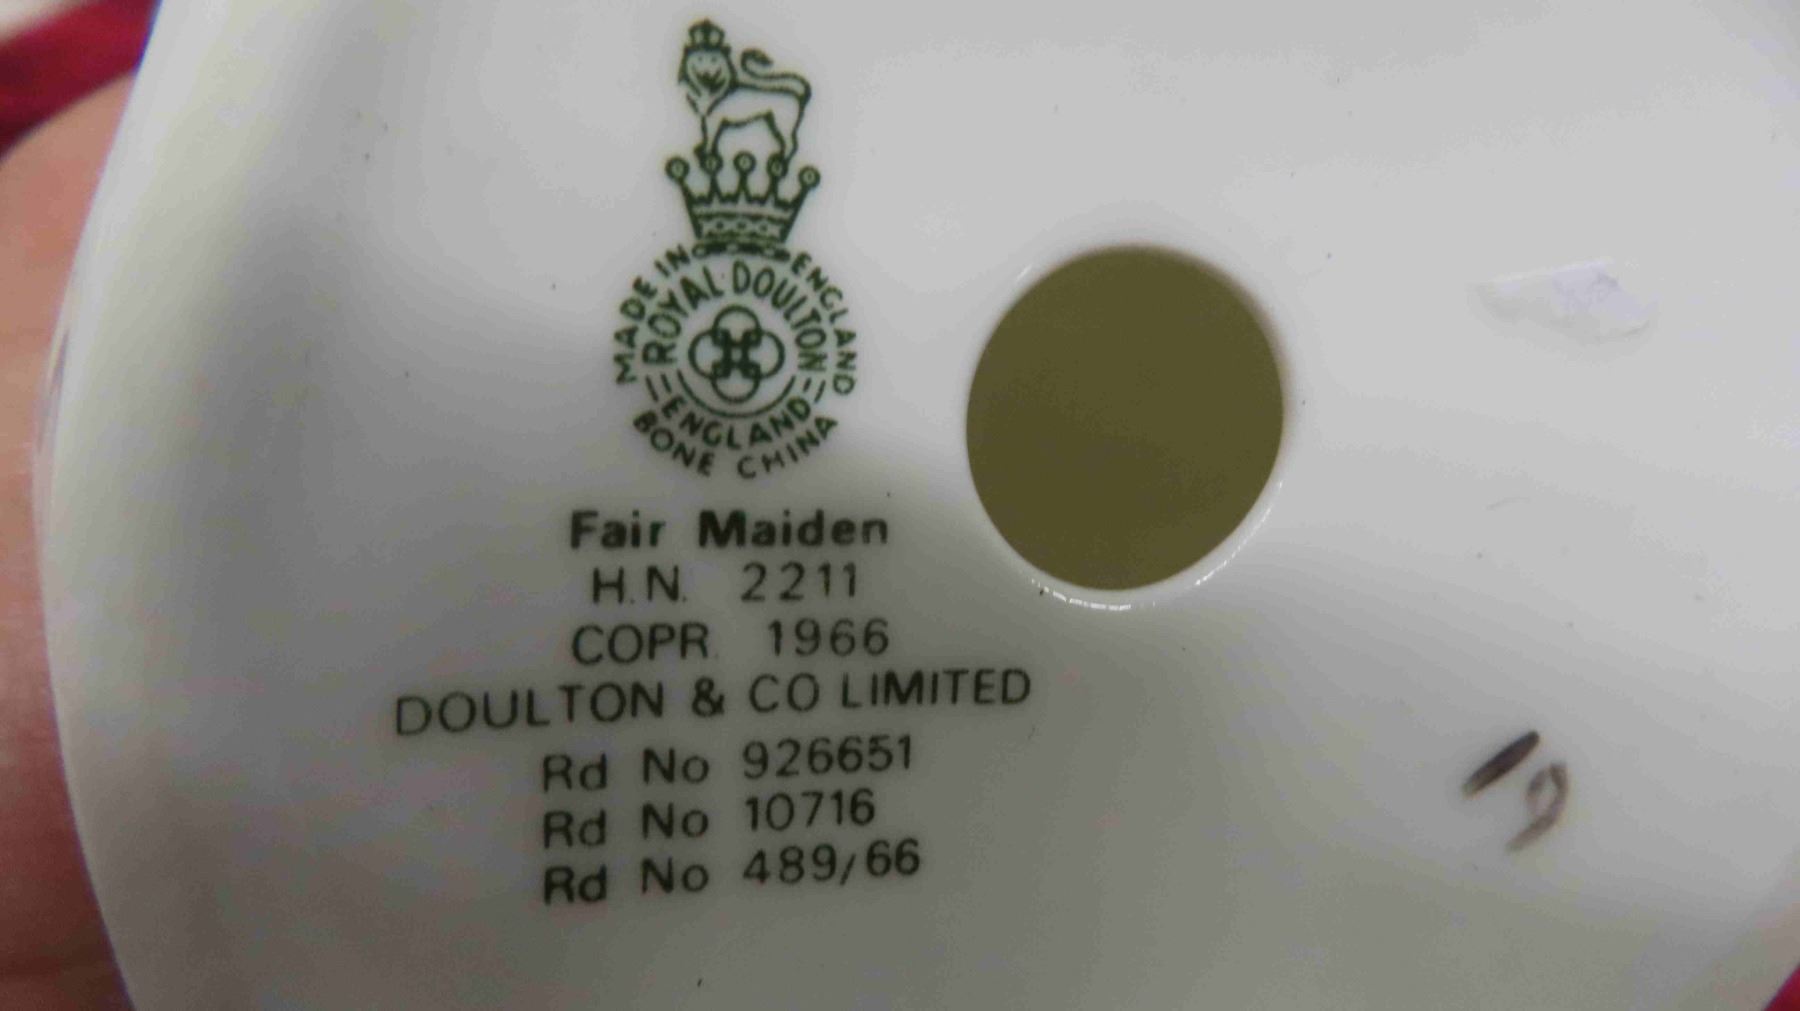 MADE IN ENGLAND
ROYAL DOULTON
ENGLAND
BONE CHINA
Fair Maiden
H.N. 2211
COPR. 1966
DOULTON & CO LIMITED
Rd No 926651
Rd No 10716
Rd No 489/66